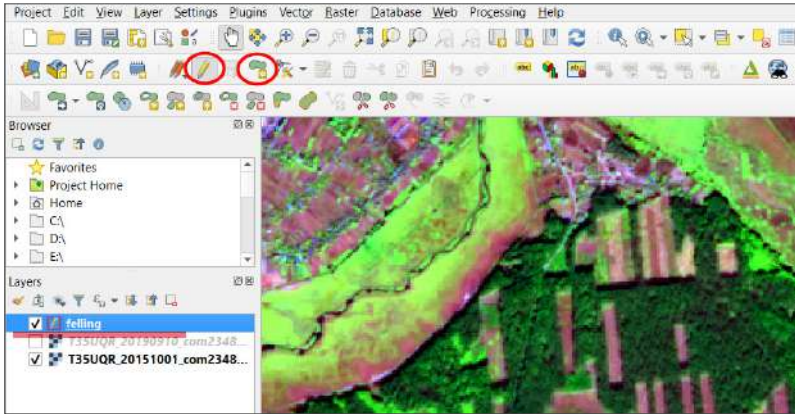 Project Edit View Layer Settings Plugins Vector Raster Database Web Processing Help
Browser
Favorites
Project Home
Home
C:\
D:\
E:\
Layers
felling
T35UQR_20190910_com2348...
T35UQR_20151001_com2348...